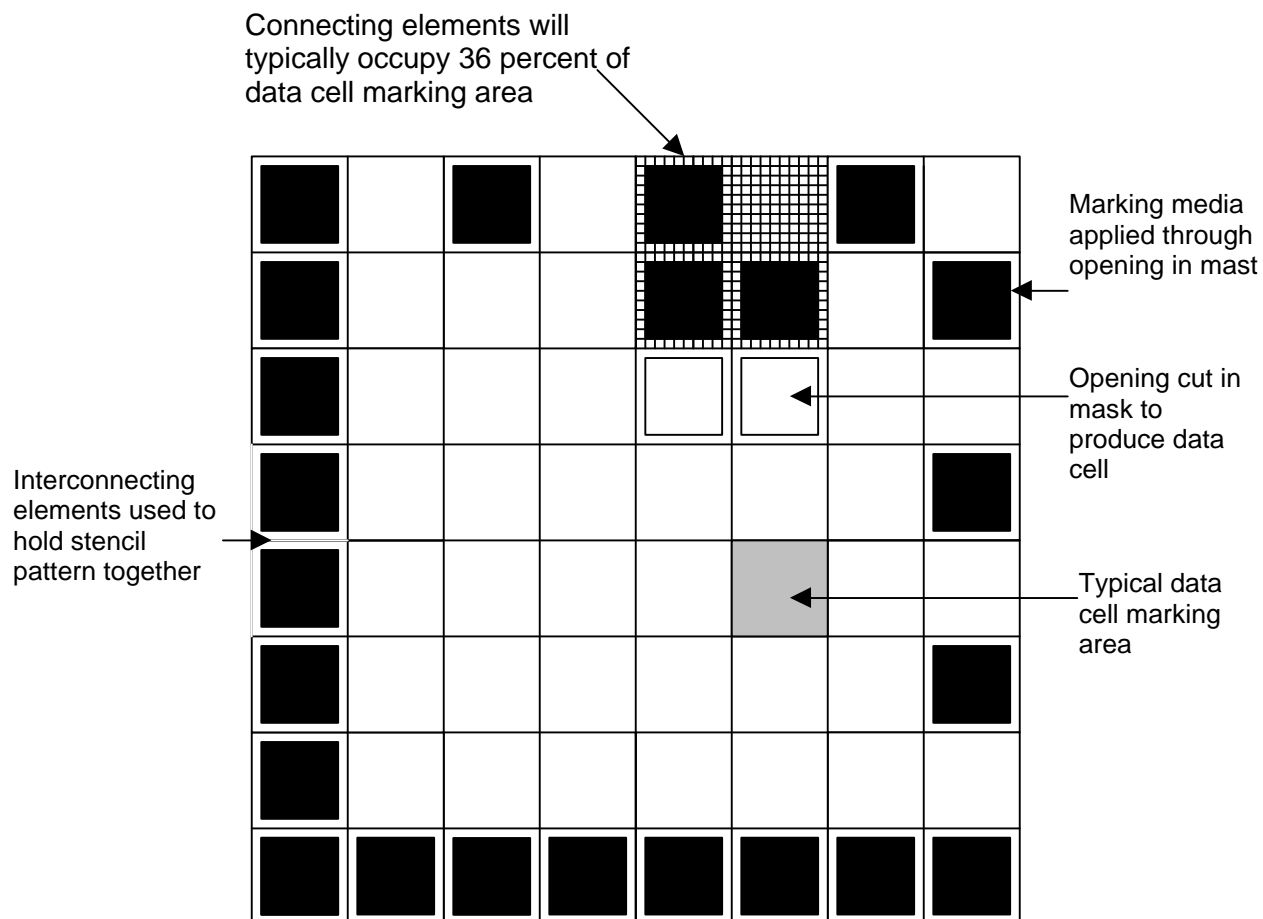 Connecting elements will
typically occupy 36 percent of
data cell marking area
Marking media
applied through
opening in mast
Opening cut in
mask to
produce data
cell
Interconnecting
elements used to
hold stencil
pattern together
Typical data
cell marking
area